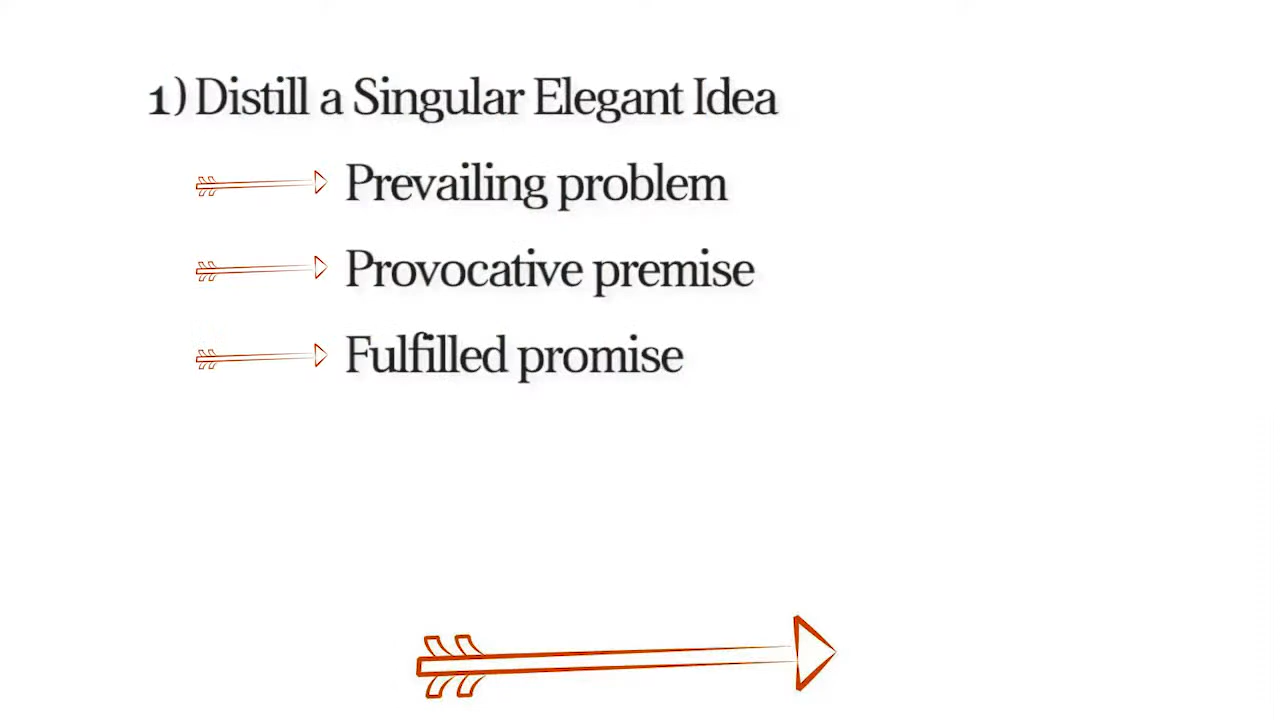 1) Distill a Singular Elegant Idea
Prevailing problem
Provocative premise
Fulfilled promise